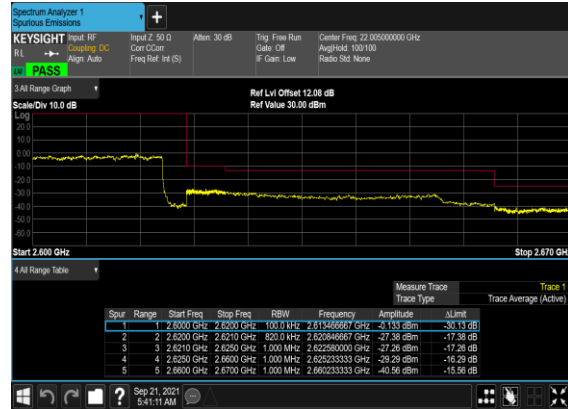 Spectrum Analyzer 1
Spurious Emissions
KEYSIGHT Input: RF Input Z: 50 Ω Atten: 30 dB Trig: Free Run Center Freq: 22.005000000 GHz
RL Coupling: DC Corr CCorr Gate: Off Avg|Hold: 100/100
Align: Auto Freq Ref: Int (S) IF Gain: Low Radio Std: None
PASS
3 All Range Graph
Ref Lvl Offset 12.08 dB
Scale/Div 10.0 dB Ref Value 30.00 dBm
Log
20.0
10.0
0.00
-10.0
-20.0
-30.0
-40.0
-50.0
-60.0
Start 2.600 GHz Stop 2.670 GH
4 All Range Table
Measure Trace Trace 1
Trace Type Trace Average (Active)
Spur Range Start Freq Stop Freq RBW Frequency Amplitude ΔLimit
1 1 2.6000 GHz 2.6200 GHz 100.0 kHz 2.613466667 GHz -0.133 dBm -30.13 dB
2 2 2.6200 GHz 2.6210 GHz 820.0 kHz 2.620846667 GHz -27.38 dBm -17.38 dB
3 3 2.6210 GHz 2.6250 GHz 1.000 MHz 2.622580000 GHz -27.26 dBm -17.26 dB
4 4 2.6250 GHz 2.6600 GHz 1.000 MHz 2.625233333 GHz -29.29 dBm -16.29 dB
5 5 2.6600 GHz 2.6700 GHz 1.000 MHz 2.660233333 GHz -40.56 dBm -15.56 dB
? Sep 21, 2021
5:41:11 AM